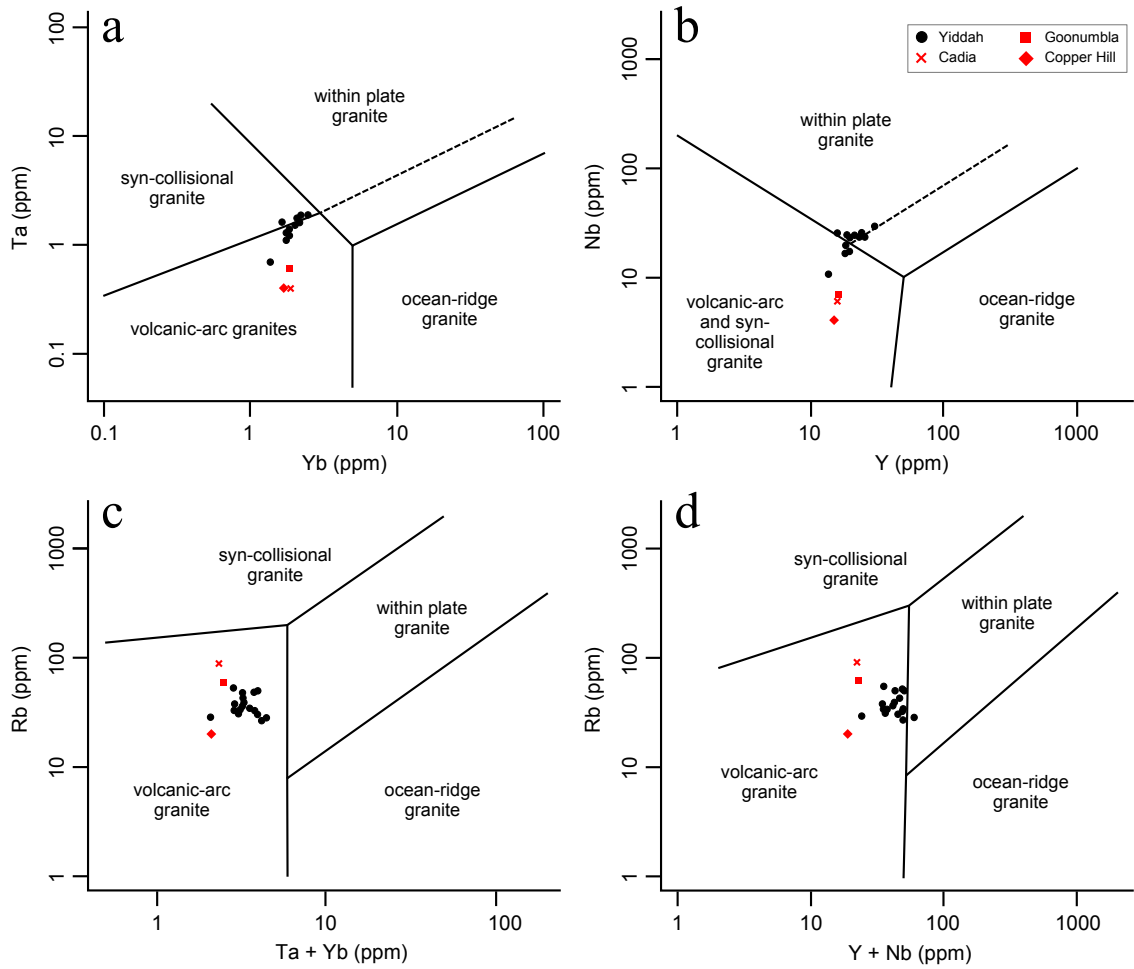 a
100
10
1
0.1
Ta (ppm)
within plate
granite
syn-collisional
granite
volcanic-arc granites
ocean-ridge
granite
0.1
1
10
100
Yb (ppm)
b
Yiddah
Goonumbla
Cadia
Copper Hill
1000
100
10
1
Nb (ppm)
within plate
granite
volcanic-arc
and syn-
collisional
granite
ocean-ridge
granite
1
10
100
1000
Y (ppm)
c
1000
100
10
1
Rb (ppm)
syn-collisional
granite
within plate
granite
volcanic-arc
granite
ocean-ridge
granite
1
10
100
Ta + Yb (ppm)
d
1000
100
10
1
Rb (ppm)
syn-collisional
granite
within plate
granite
volcanic-arc
granite
ocean-ridge
granite
1
10
100
1000
Y + Nb (ppm)